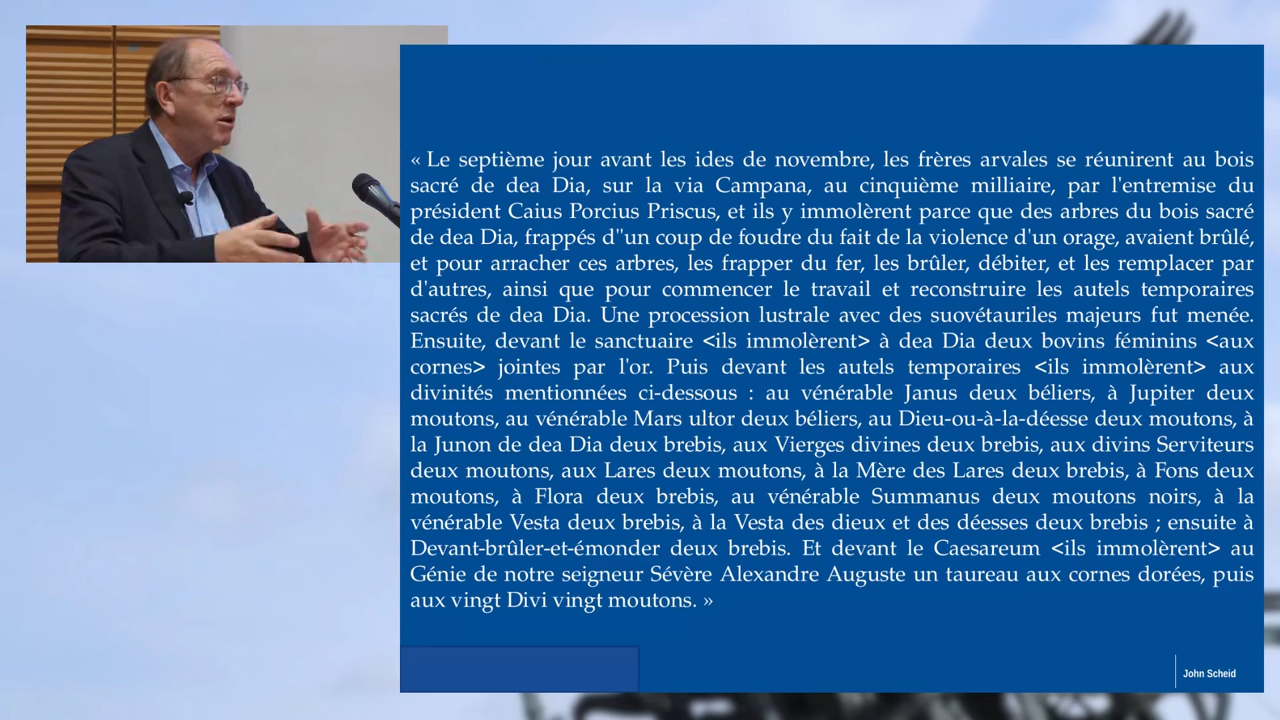 « Le septième jour avant les ides de novembre, les frères arvales se réunirent au bois
sacré de dea Dia, sur la via Campana, au cinquième milliaire, par l'entremise du
président Caius Porcius Priscus, et ils y immolèrent parce que des arbres du bois sacré
de dea Dia, frappés d''un coup de foudre du fait de la violence d'un orage, avaient brûlé,
et pour arracher ces arbres, les frapper du fer, les brûler, débiter, et les remplacer par
d'autres, ainsi que pour commencer le travail et reconstruire les autels temporaires
sacrés de dea Dia. Une procession lustrale avec des suovétauriles majeurs fut menée.
Ensuite, devant le sanctuaire <ils immolèrent> à dea Dia deux bovins féminins <aux
cornes> jointes par l'or. Puis devant les autels temporaires <ils immolèrent> aux
divinités mentionnées ci-dessous : au vénérable Janus deux béliers, à Jupiter deux
moutons, au vénérable Mars ultor deux béliers, au Dieu-ou-à-la-déesse deux moutons, à
la Junon de dea Dia deux brebis, aux Vierges divines deux brebis, aux divins Serviteurs
deux moutons, aux Lares deux moutons, à la Mère des Lares deux brebis, à Fons deux
moutons, à Flora deux brebis, au vénérable Summanus deux moutons noirs, à la
vénérable Vesta deux brebis, à la Vesta des dieux et des déesses deux brebis ; ensuite à
Devant-brûler-et-émonder deux brebis. Et devant le Caesareum <ils immolèrent> au
Génie de notre seigneur Sévère Alexandre Auguste un taureau aux cornes dorées, puis
aux vingt Divi vingt moutons. »
John Scheid